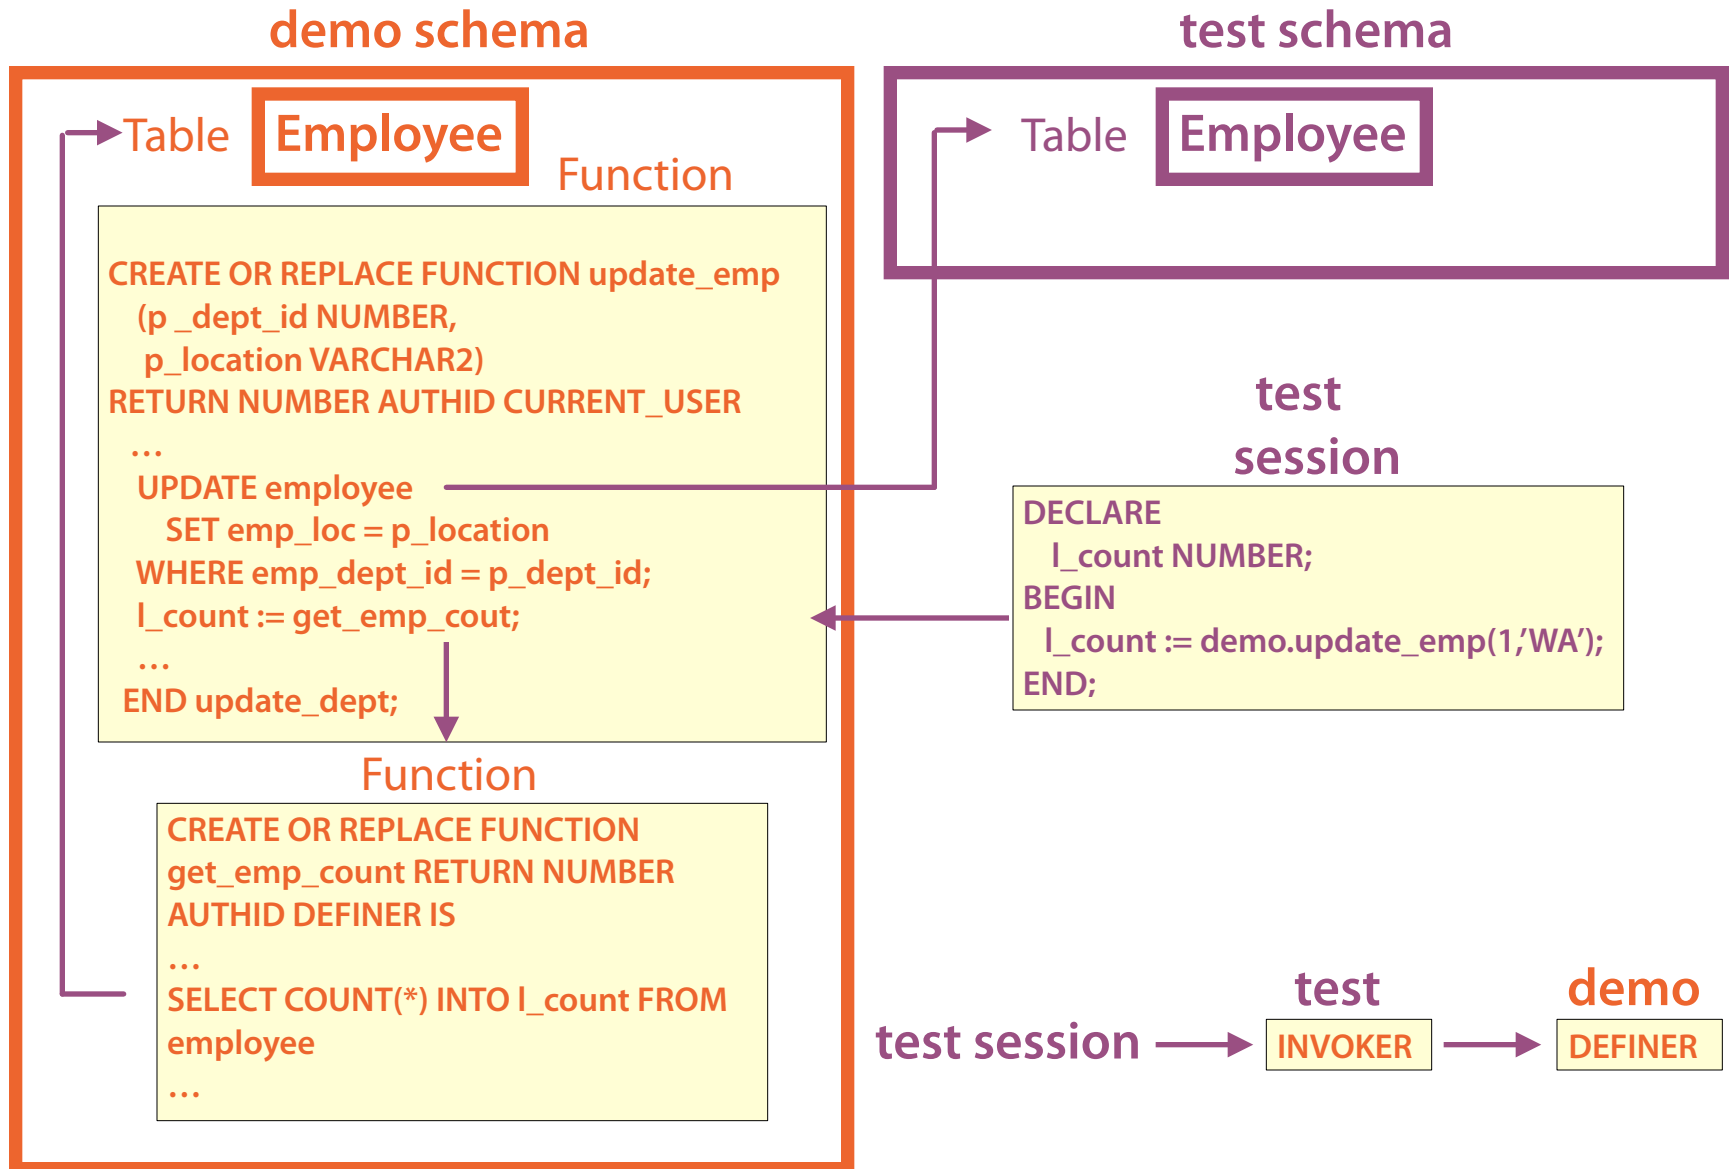 demo schema
Table Employee
Function
CREATE OR REPLACE FUNCTION update_emp
(p _dept_id NUMBER,
p_location VARCHAR2)
RETURN NUMBER AUTHID CURRENT_USER
…
UPDATE employee
SET emp_loc = p_location
WHERE emp_dept_id = p_dept_id;
l_count := get_emp_cout;
…
END update_dept;
Function
CREATE OR REPLACE FUNCTION
get_emp_count RETURN NUMBER
AUTHID DEFINER IS
…
SELECT COUNT(*) INTO l_count FROM
employee
…
test schema
Table Employee
test
session
DECLARE
l_count NUMBER;
BEGIN
l_count := demo.update_emp(1,'WA');
END;
test demo
test session INVOKER DEFINER